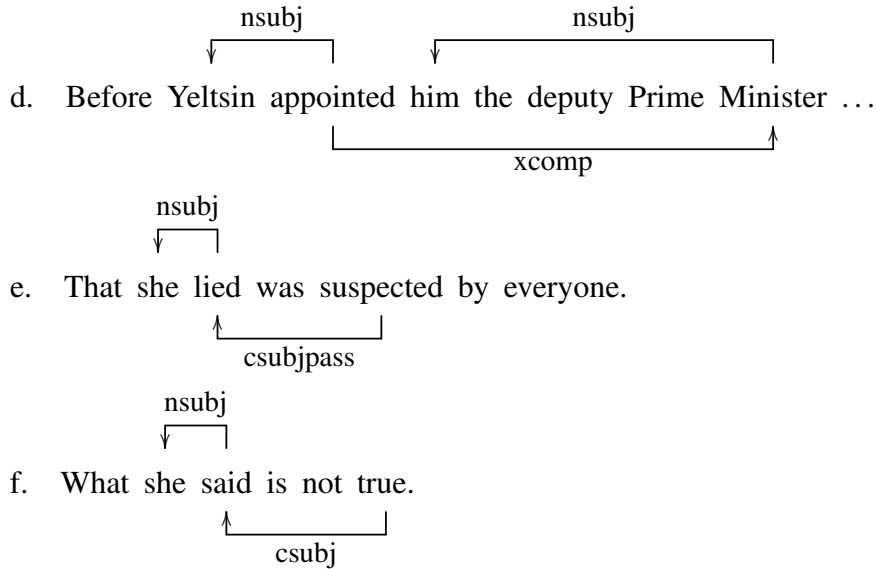 nsubj nsubj
d. Before Yeltsin appointed him the deputy Prime Minister ...
xcomp
nsubj
e. That she lied was suspected by everyone.
csubjpass
nsubj
f. What she said is not true.
csubj